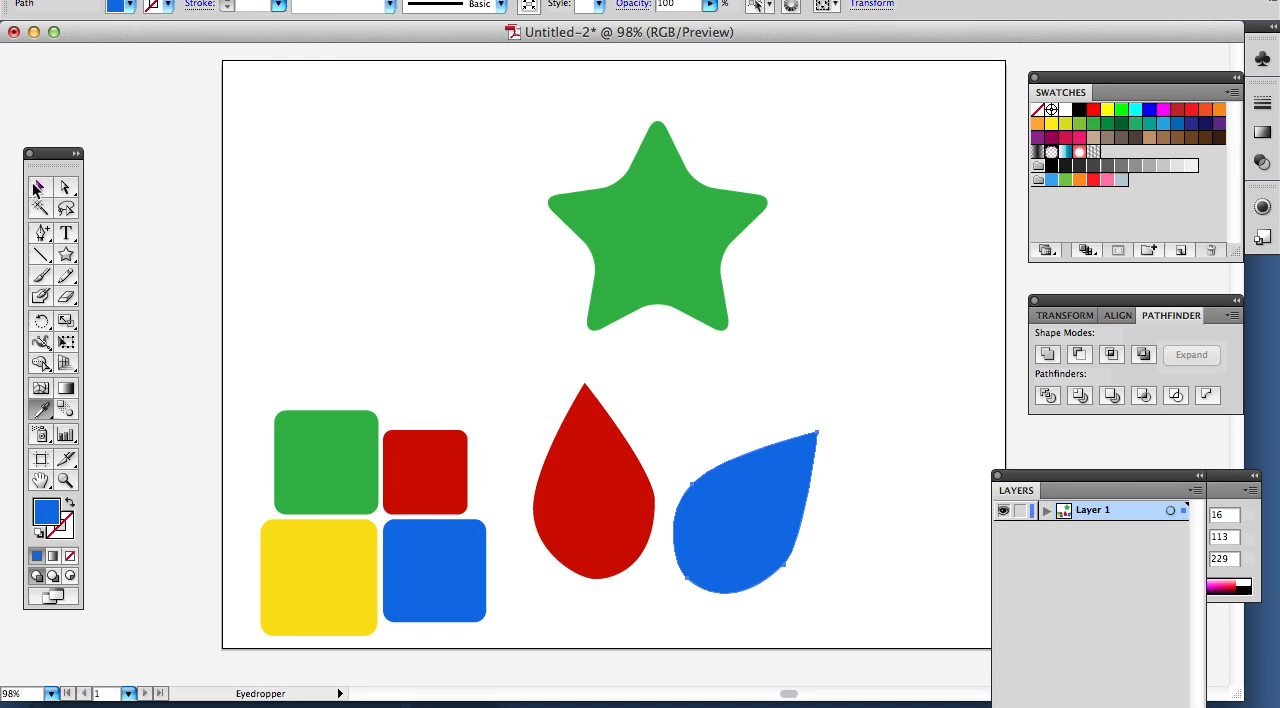 Path
Stroke:
Basic
Style:
Opacity: 100 %
Transform
Untitled-2* @ 98% (RGB/Preview)
SWATCHES
TRANSFORM ALIGN PATHFINDER
Shape Modes:
Expand
Pathfinders:
LAYERS
Layer 1
16
113
229
98%
1
Eyedropper